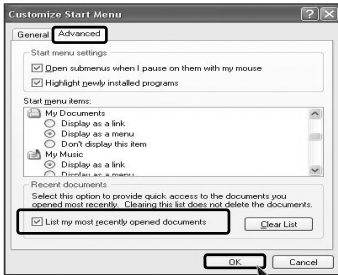 Customize Start Menu
General Advanced
Start menu settings
Open submenus when I pause on them with my mouse
Highlight newly installed programs
Start menu items:
My Documents
Display as a link
Display as a menu
Don't display this item
My Music
Display as a link
Display as a menu
Recent documents
Select this option to provide quick access to the documents you
opened most recently. Clearing this list does not delete the documents.
List my most recently opened documents
Clear List
OK Cancel